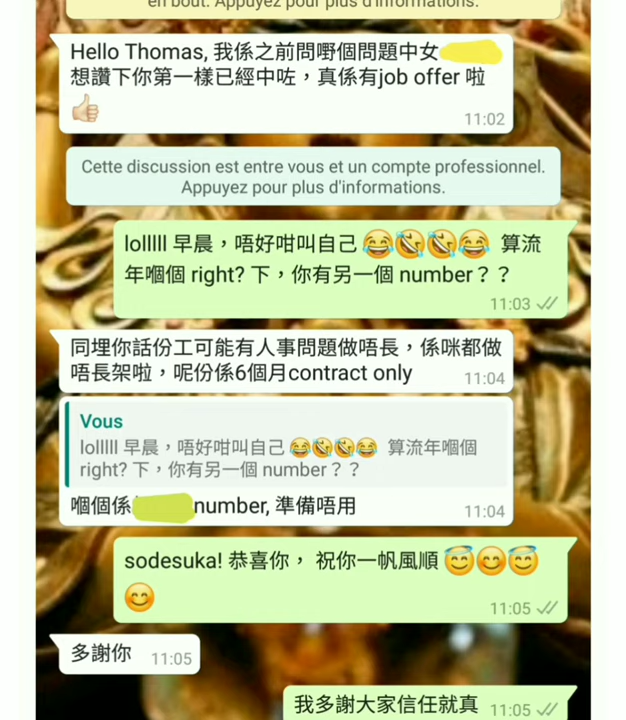 en bout. Appuyez pour plus d'informations.
Hello Thomas, 我係之前問嘢個問題中女
想讚下你第一樣已經中咗，真係有job offer 啦
👍🏻
11:02
Cette discussion est entre vous et un compte professionnel.
Appuyez pour plus d'informations.
lolllll 早晨，唔好咁叫自己 😂🤣🤣😂 算流
年嗰個 right? 下，你有另一個 number？？
11:03
同埋你話份工可能有人事問題做唔長，係咪都做
唔長架啦，呢份係6個月contract only
11:04
Vous
lolllll 早晨，唔好咁叫自己 😂🤣🤣😂 算流年嗰個
right? 下，你有另一個 number？？
嗰個係 number, 準備唔用
11:04
sodesuka! 恭喜你， 祝你一帆風順 😇😊😇
😊
11:05
多謝你
11:05
我多謝大家信任就真
11:05